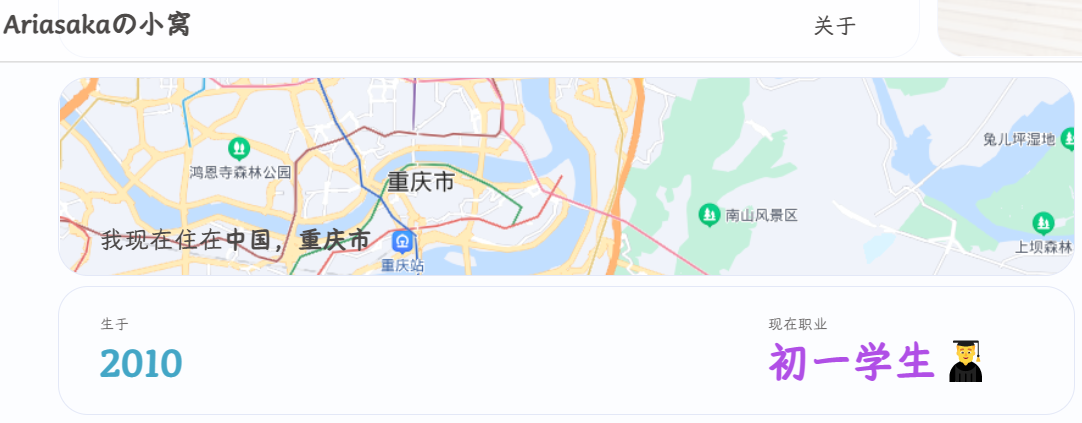 Ariasakaの小窝
关于
兔儿坪湿地
鸿恩寺森林公园
重庆市
南山风景区
我现在住在中国，重庆市
上坝森林
重庆站
生于
现在职业
2010
初一学生